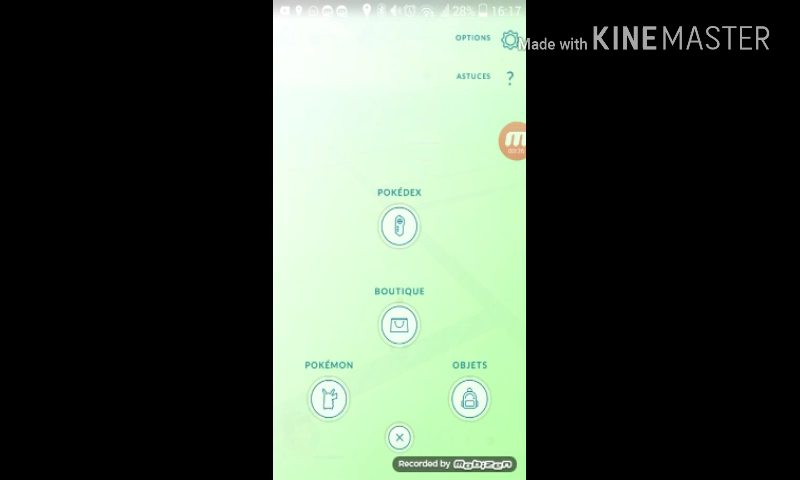 28% 16:17
OPTIONS
Made with KINEMASTER
ASTUCES ?
POKÉDEX
BOUTIQUE
POKÉMON
OBJETS
Recorded by mobizen